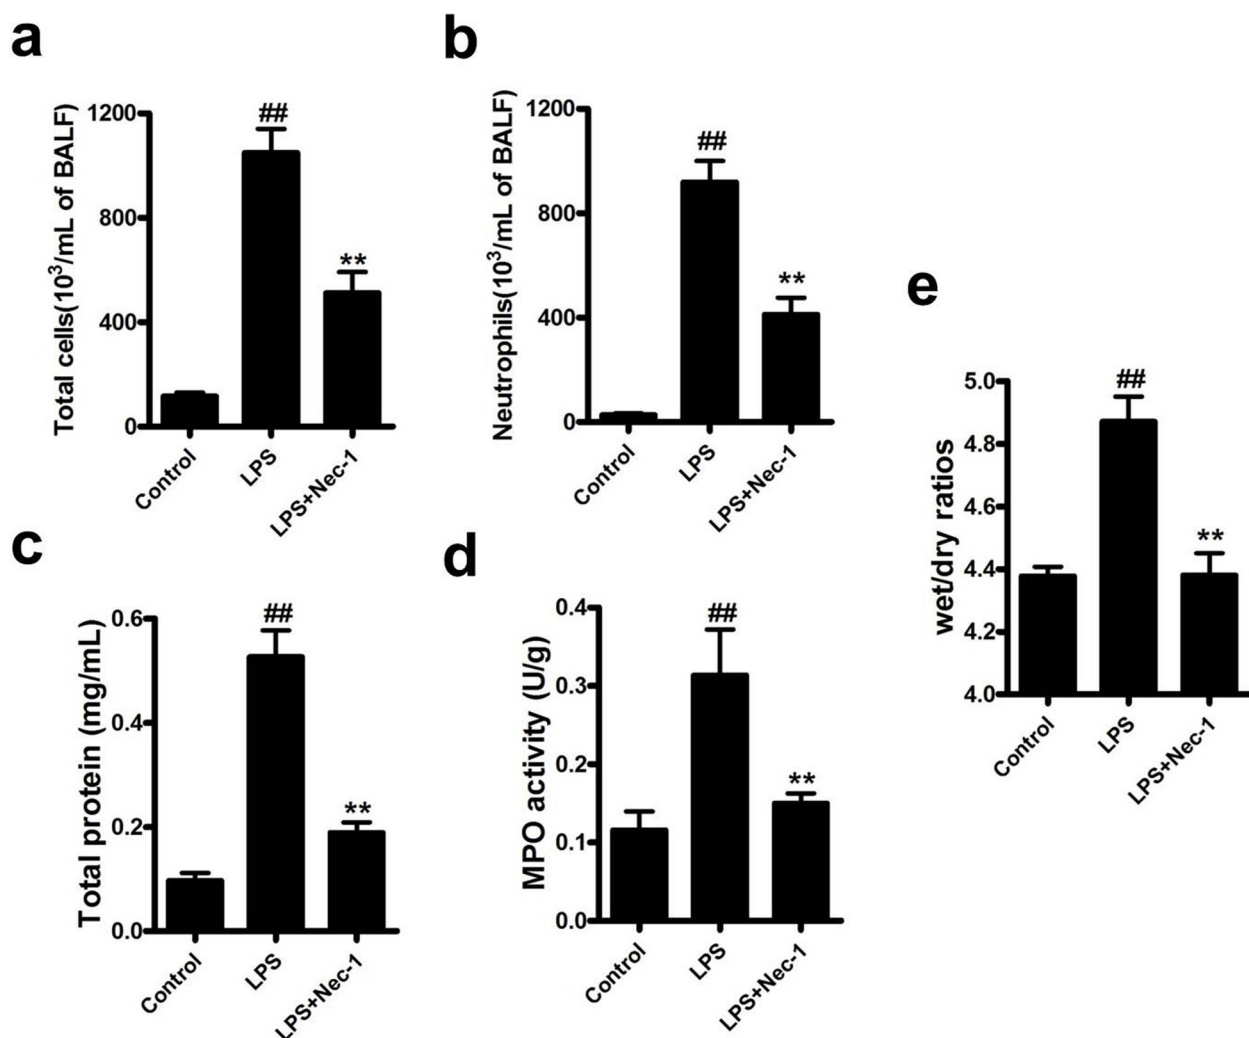 a
Total cells(10³/mL of BALF)
1200
800
400
0
##
**
Control
LPS
LPS+Nec-1
b
Neutrophils(10³/mL of BALF)
1200
800
400
0
##
**
Control
LPS
LPS+Nec-1
c
Total protein (mg/mL)
0.6
0.4
0.2
0.0
##
**
Control
LPS
LPS+Nec-1
d
MPO activity (U/g)
0.4
0.3
0.2
0.1
0.0
##
**
Control
LPS
LPS+Nec-1
e
wet/dry ratios
5.0
4.8
4.6
4.4
4.2
4.0
##
**
Control
LPS
LPS+Nec-1